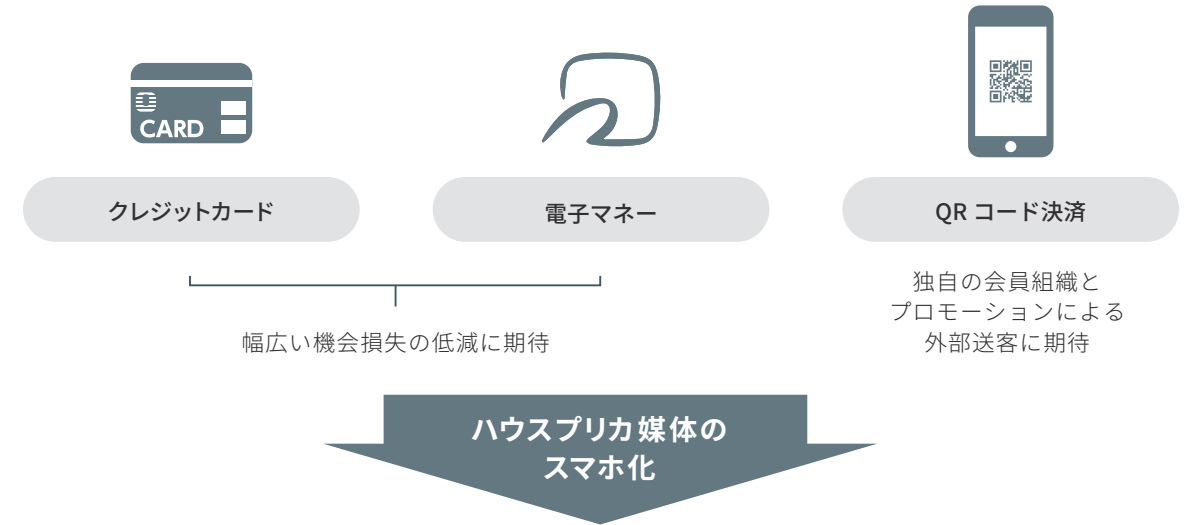 CARD
クレジットカード
電子マネー
QR コード決済
幅広い機会損失の低減に期待
独自の会員組織と
プロモーションによる
外部送客に期待
ハウスプリカ媒体の
スマホ化